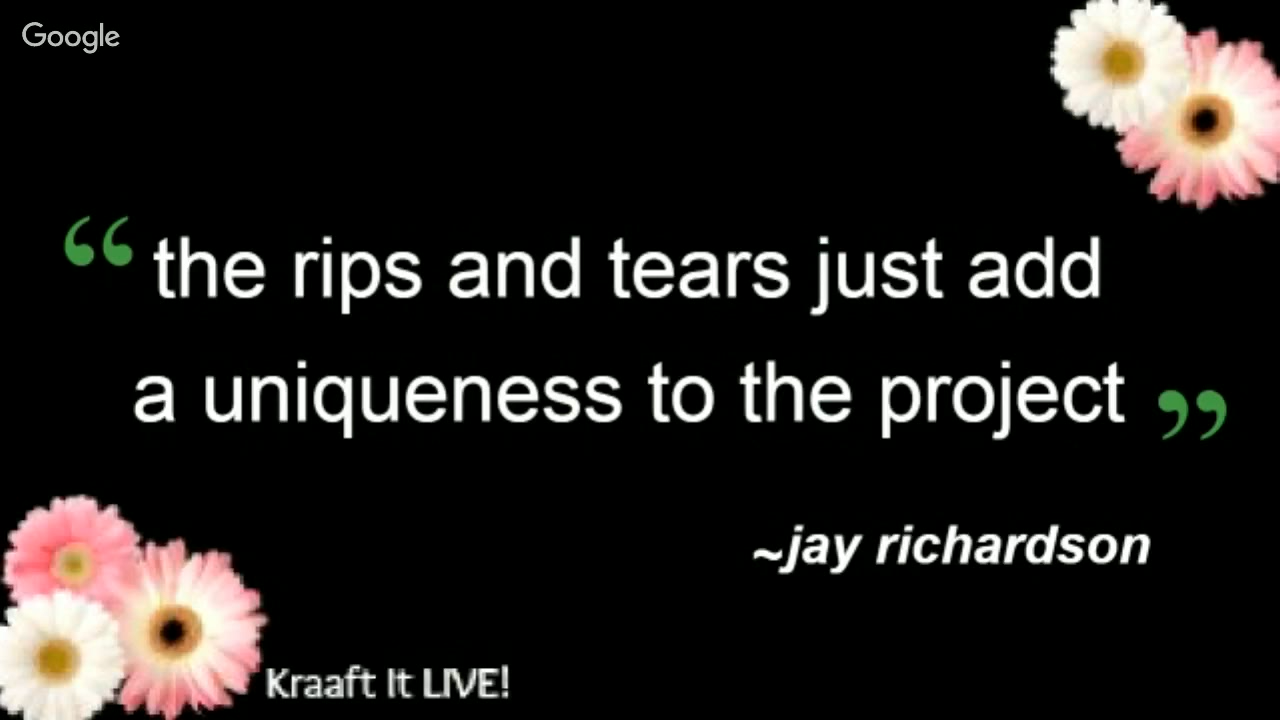 Google
“the rips and tears just add
a uniqueness to the project”
~jay richardson
Kraaft It LIVE!